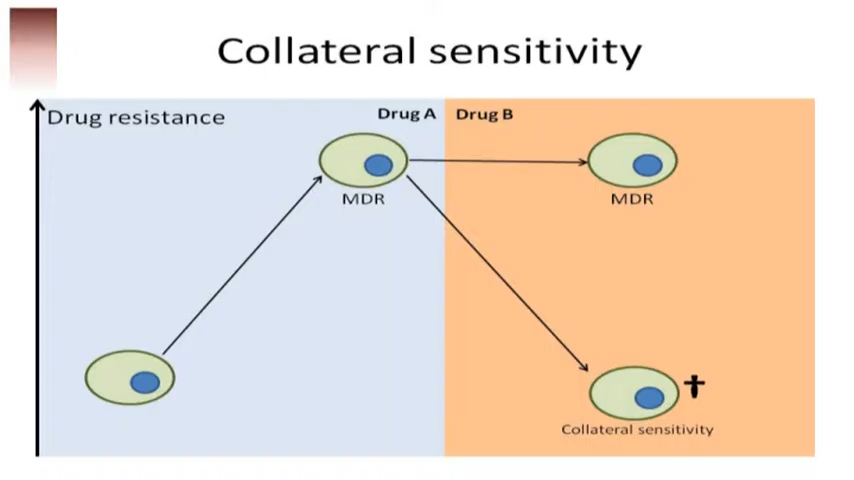 Collateral sensitivity
Drug resistance
Drug A
Drug B
MDR
MDR
Collateral sensitivity